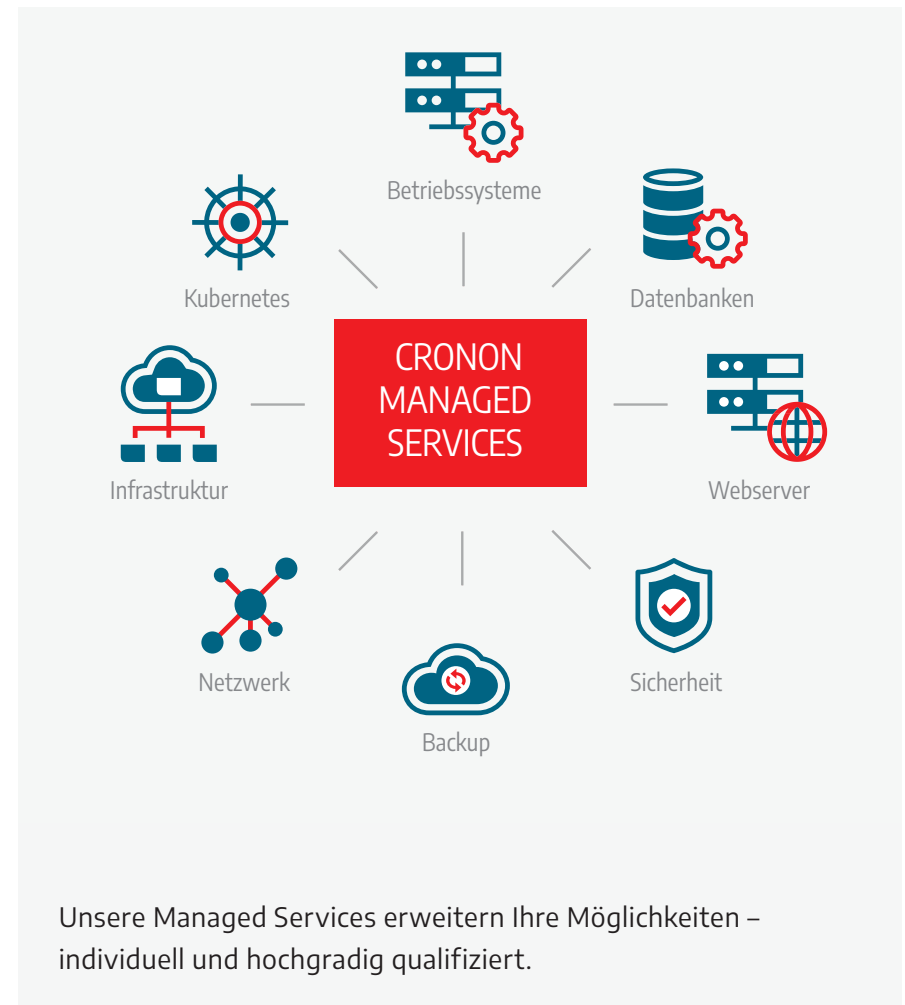 Betriebssysteme
Kubernetes
Datenbanken
CRONON
MANAGED
SERVICES
Infrastruktur
Webserver
Netzwerk
Sicherheit
Backup
Unsere Managed Services erweitern Ihre Möglichkeiten –
individuell und hochgradig qualifiziert.